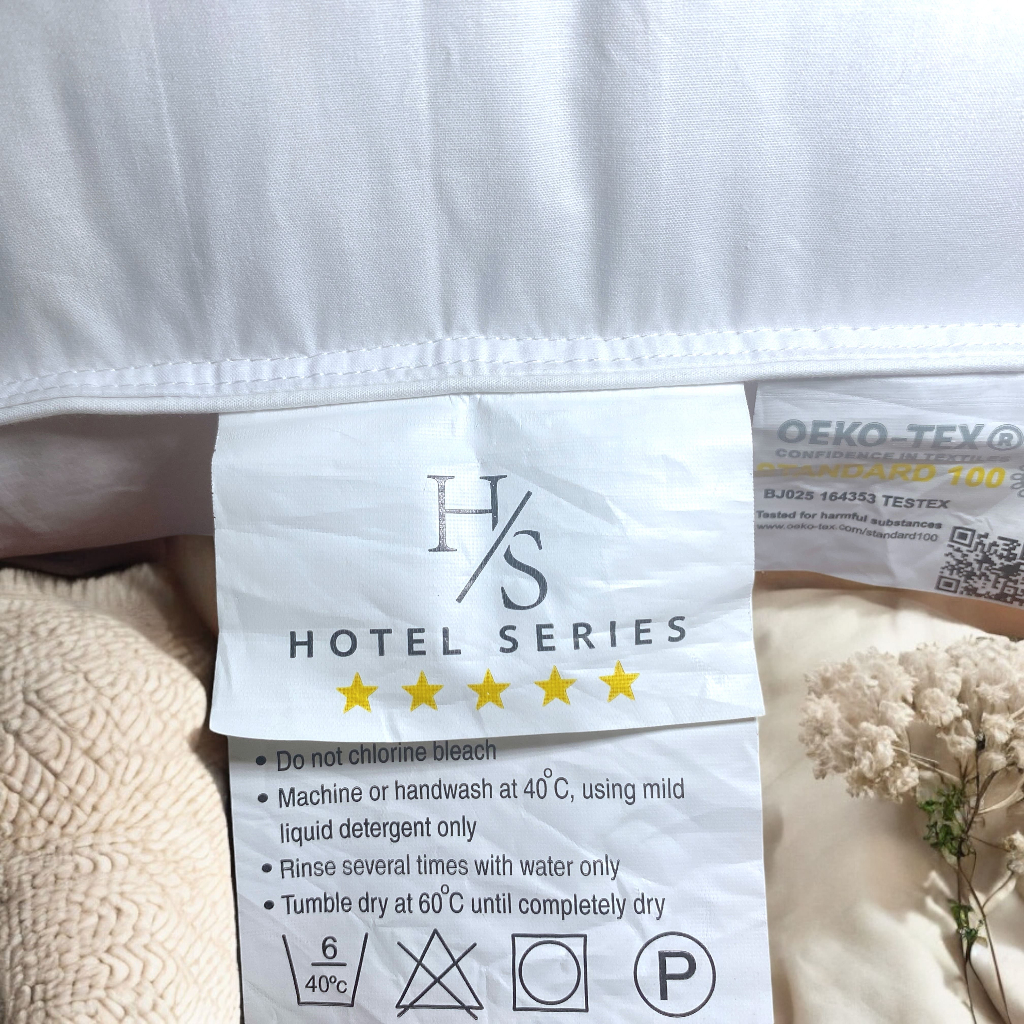 H/S
HOTEL SERIES
OEKO-TEX®
CONFIDENCE IN TEXTILES
STANDARD 100
BJ025 164353 TESTEX
Tested for harmful substances
www.oeko-tex.com/standard100
• Do not chlorine bleach
• Machine or handwash at 40°C, using mild
liquid detergent only
• Rinse several times with water only
• Tumble dry at 60°C until completely dry
6
40°c
P